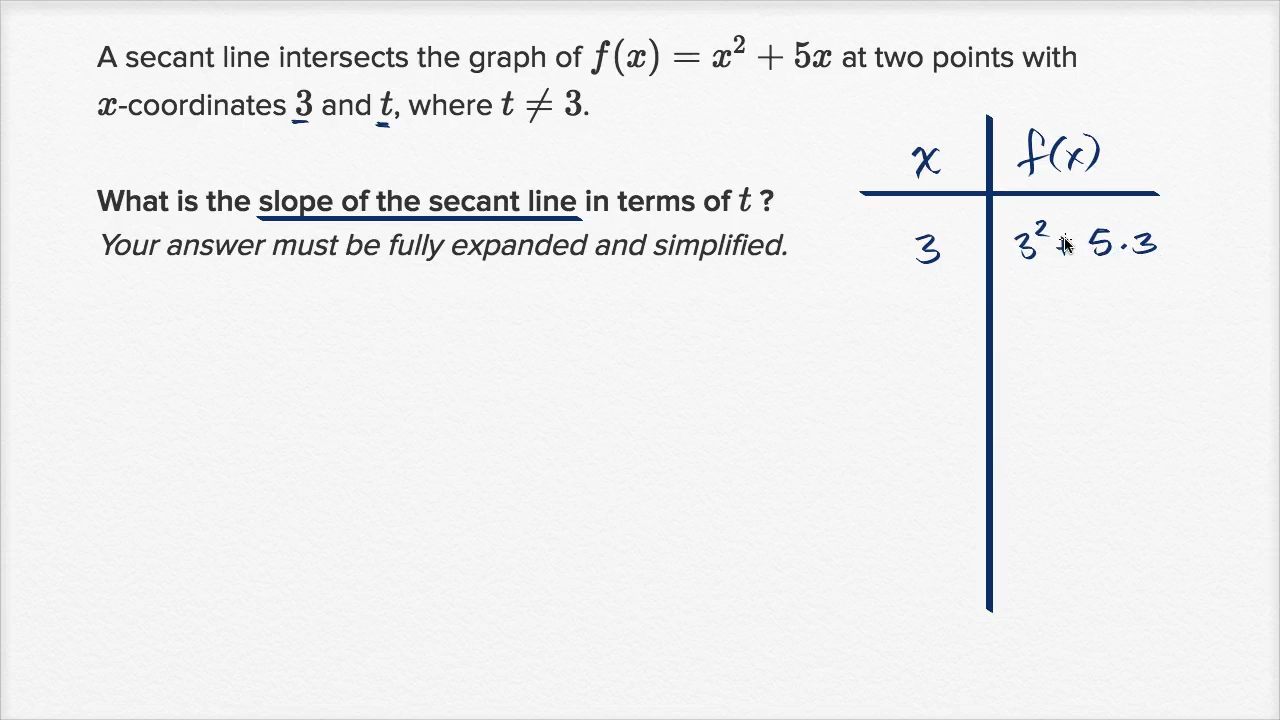 A secant line intersects the graph of f(x) = x² + 5x at two points with
x-coordinates 3 and t, where t ≠ 3.
What is the slope of the secant line in terms of t ?
Your answer must be fully expanded and simplified.
x f(x)
3 3² + 5·3